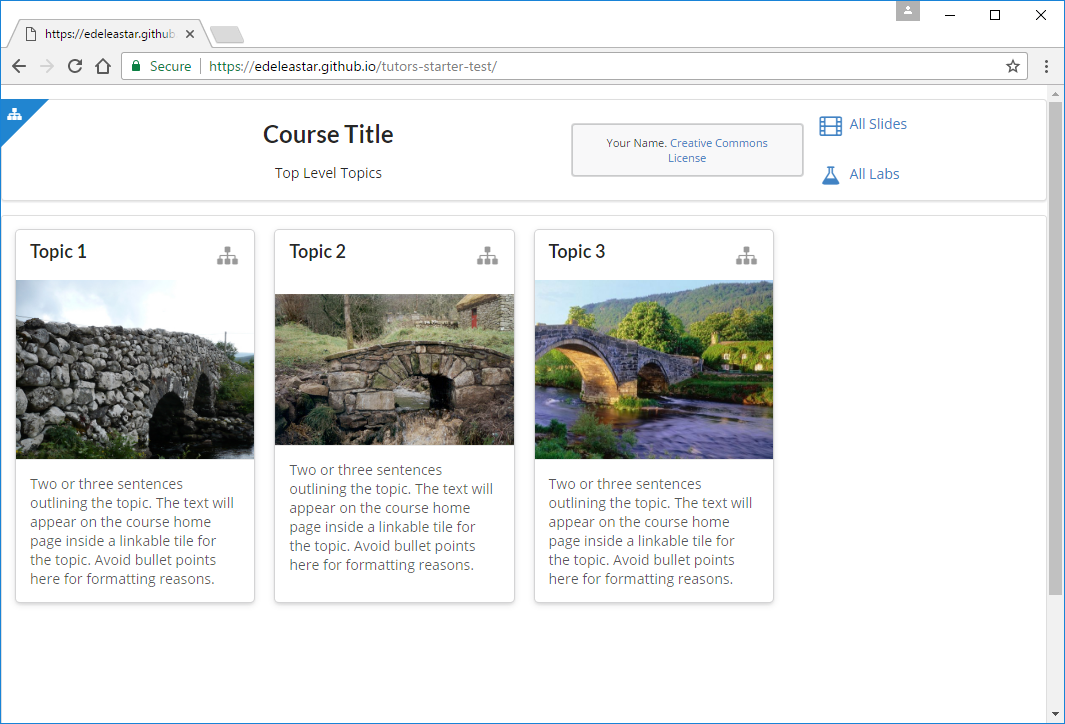 https://edeleastar.github
Secure
https://edeleastar.github.io/tutors-starter-test/
Course Title
Top Level Topics
Your Name. Creative Commons
License
All Slides
All Labs
Topic 1
Two or three sentences
outlining the topic. The text will
appear on the course home
page inside a linkable tile for
the topic. Avoid bullet points
here for formatting reasons.
Topic 2
Two or three sentences
outlining the topic. The text will
appear on the course home
page inside a linkable tile for
the topic. Avoid bullet points
here for formatting reasons.
Topic 3
Two or three sentences
outlining the topic. The text will
appear on the course home
page inside a linkable tile for
the topic. Avoid bullet points
here for formatting reasons.